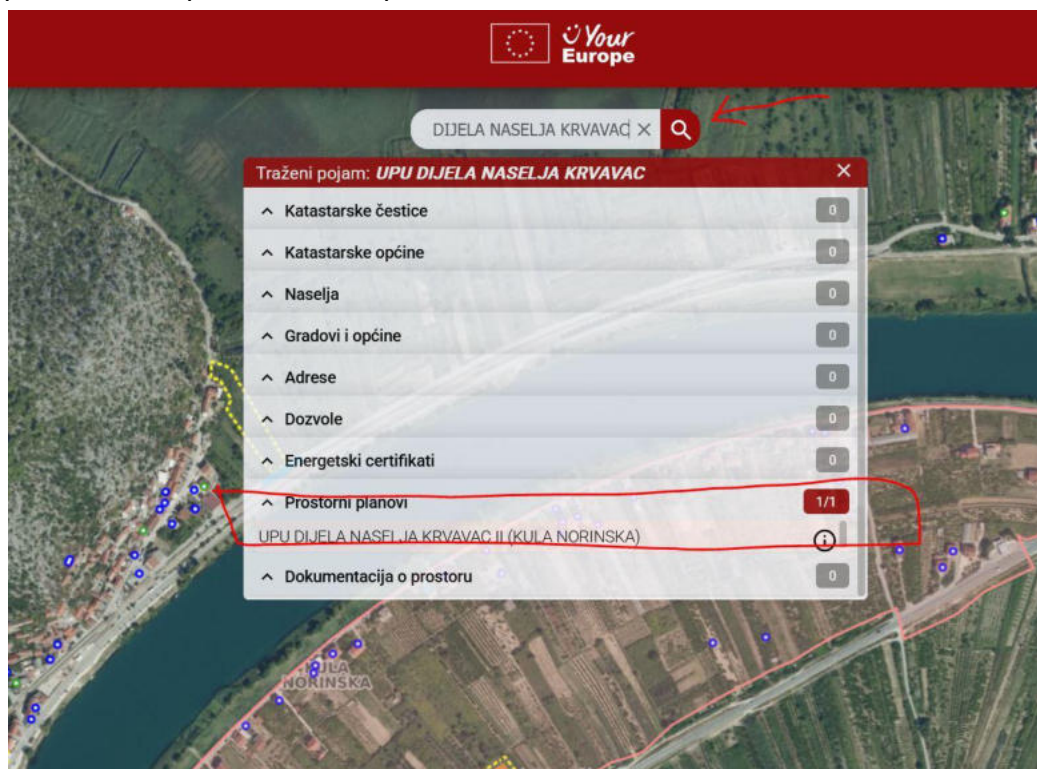 Your
Europe
DIJELA NASELJA KRVAVAC
Traženi pojam: UPU DIJELA NASELJA KRVAVAC
Katastarske čestice 0
Katastarske općine 0
Naselja 0
Gradovi i općine 0
Adrese 0
Dozvole 0
Energetski certifikati 0
Prostorni planovi 1/1
UPU DIJELA NASELJA KRVAVAC II (KULA NORINSKA)
Dokumentacija o prostoru 0
KULA
NORINSKA